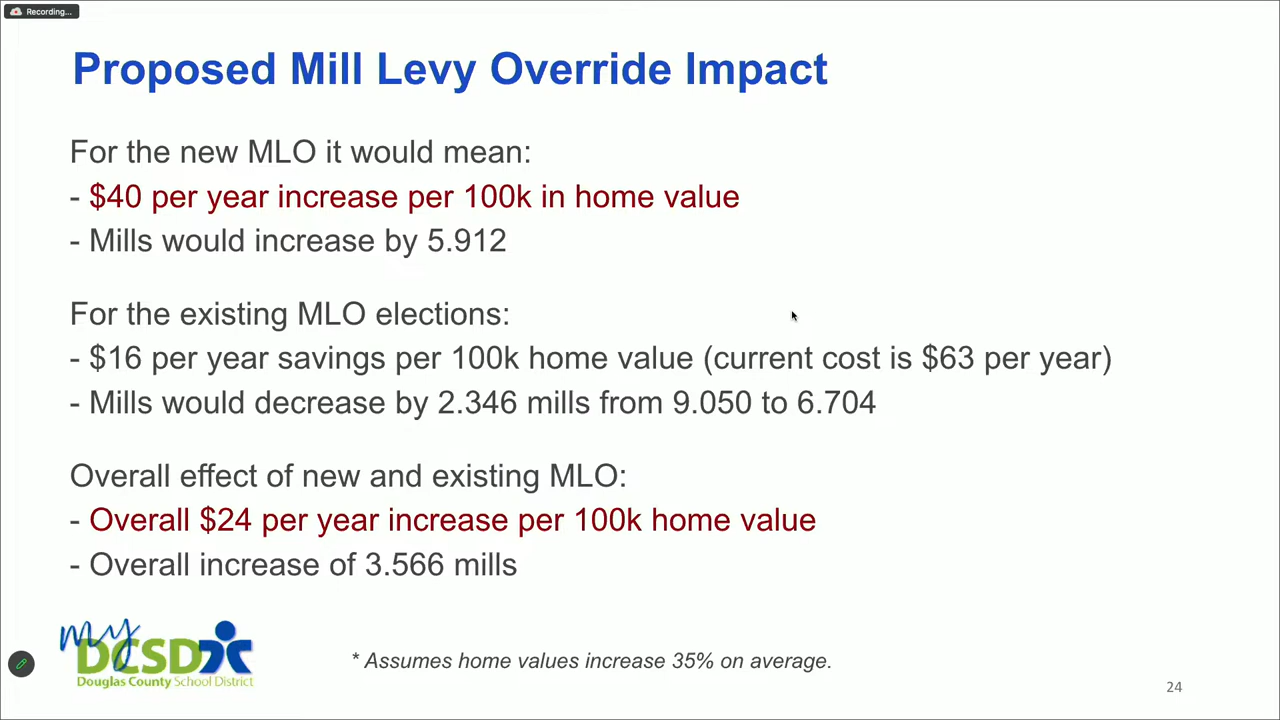 Recording...
Proposed Mill Levy Override Impact
For the new MLO it would mean:
- $40 per year increase per 100k in home value
- Mills would increase by 5.912
For the existing MLO elections:
- $16 per year savings per 100k home value (current cost is $63 per year)
- Mills would decrease by 2.346 mills from 9.050 to 6.704
Overall effect of new and existing MLO:
- Overall $24 per year increase per 100k home value
- Overall increase of 3.566 mills
my
DCSD
Douglas County School District
* Assumes home values increase 35% on average.
24